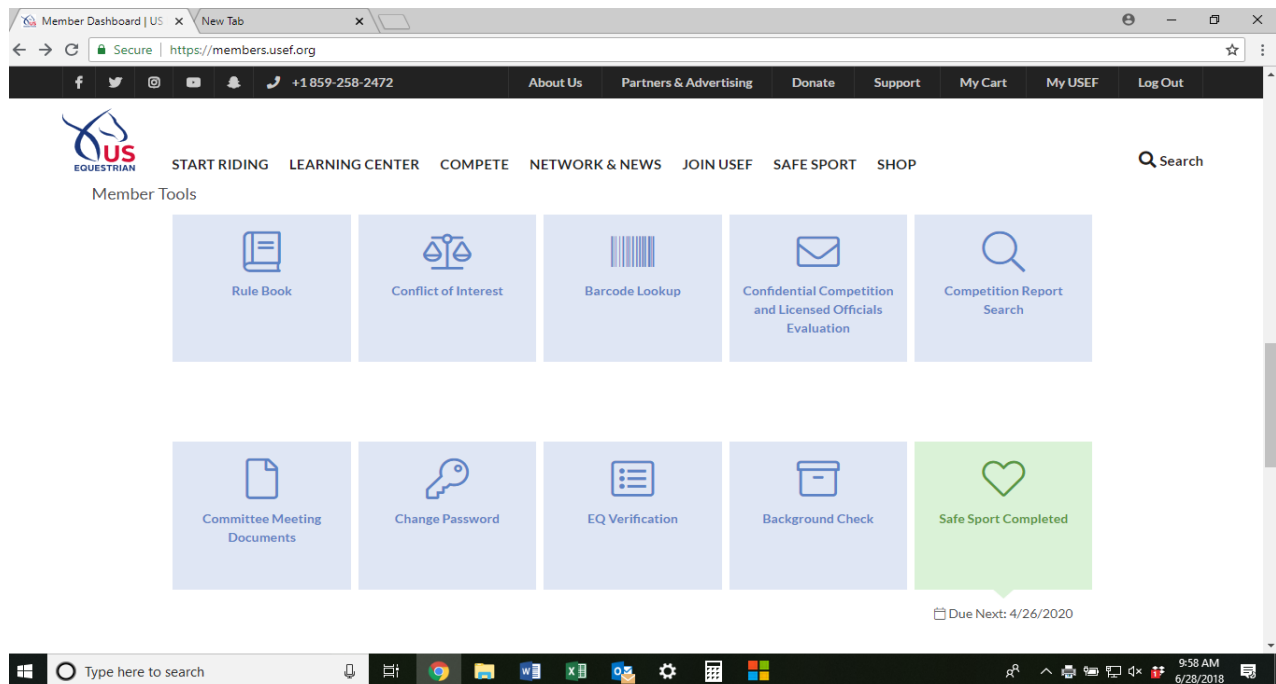 Member Dashboard | US
New Tab
Secure | https://members.usef.org
+1 859-258-2472 About Us Partners & Advertising Donate Support My Cart My USEF Log Out
US
EQUESTRIAN
START RIDING LEARNING CENTER COMPETE NETWORK & NEWS JOIN USEF SAFE SPORT SHOP
Search
Member Tools
Rule Book
Conflict of Interest
Barcode Lookup
Confidential Competition
and Licensed Officials
Evaluation
Competition Report
Search
Committee Meeting
Documents
Change Password
EQ Verification
Background Check
Safe Sport Completed
Due Next: 4/26/2020
Type here to search
9:58 AM
6/28/2018